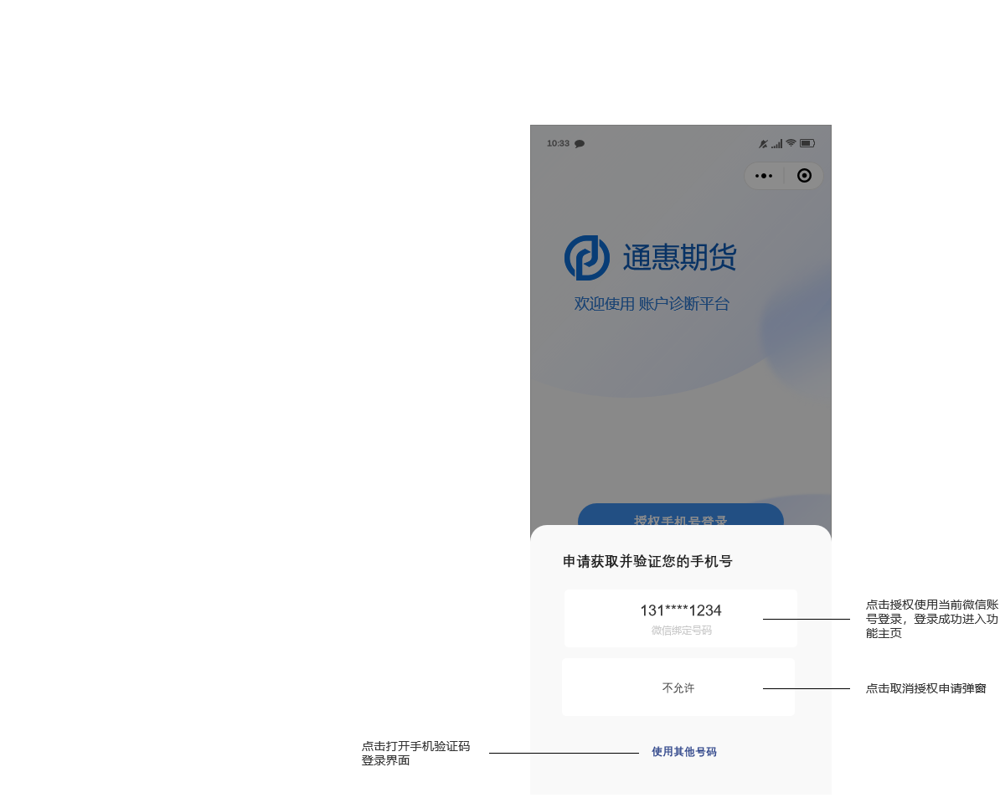 10:33
通惠期货
欢迎使用 账户诊断平台
授权手机号登录
申请获取并验证您的手机号
131****1234
微信绑定号码
点击授权使用当前微信账
号登录，登录成功进入功
能主页
不允许
点击取消授权申请弹窗
点击打开手机验证码
登录界面
使用其他号码